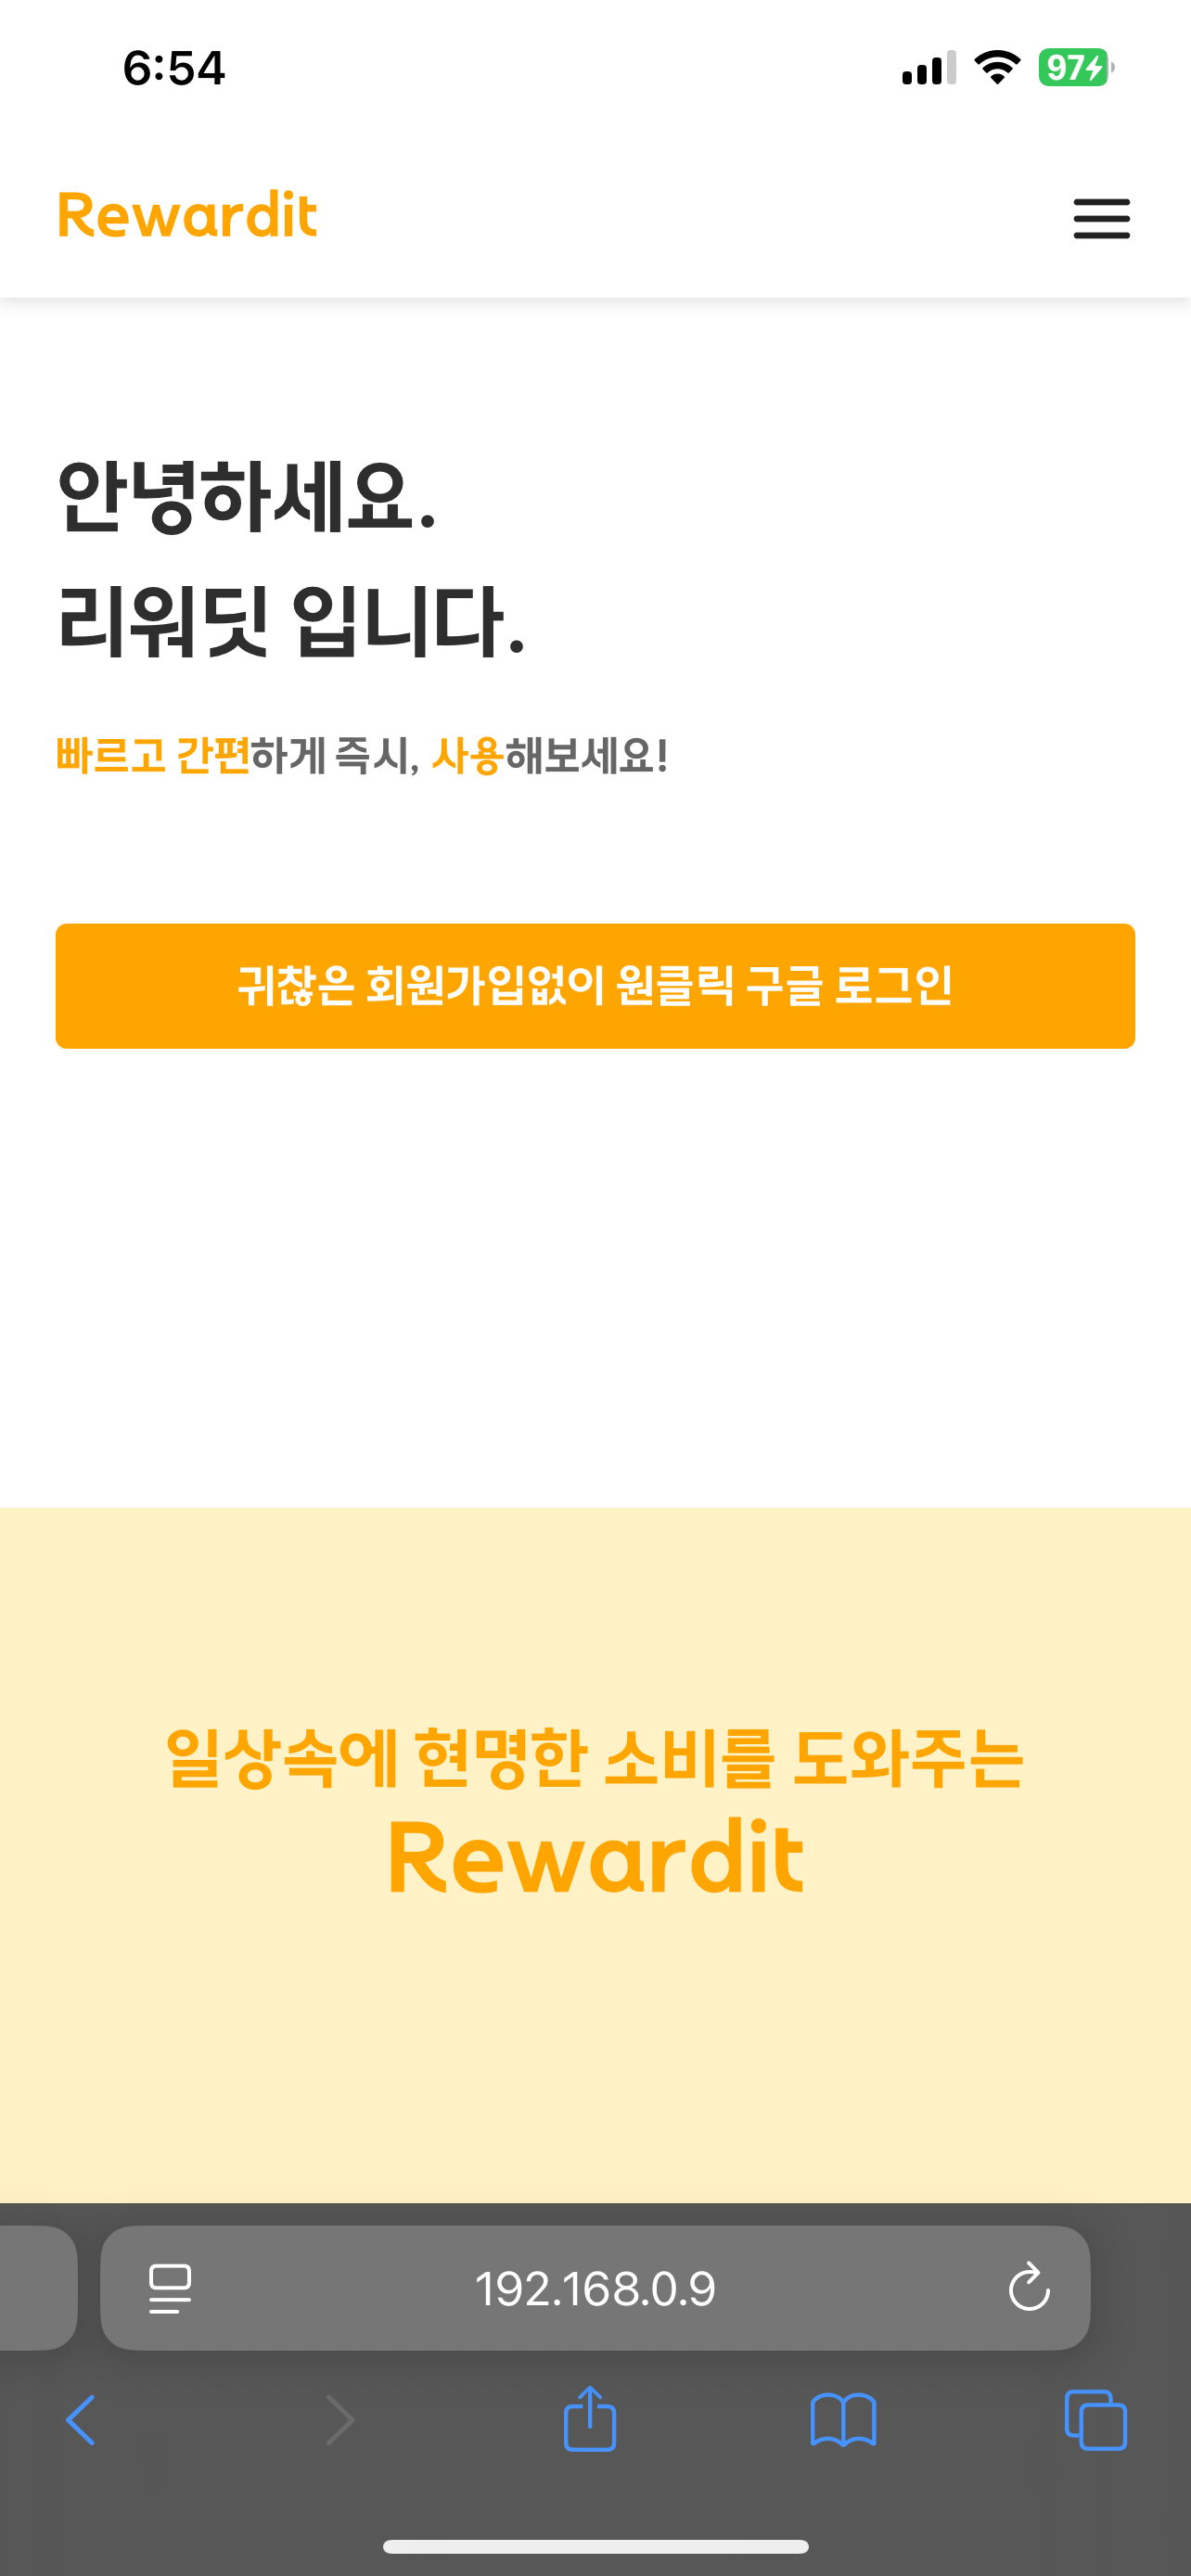 6:54
97
Rewardit
안녕하세요.
리워딧 입니다.
빠르고 간편하게 즉시, 사용해보세요!
귀찮은 회원가입없이 원클릭 구글 로그인
일상속에 현명한 소비를 도와주는
Rewardit
192.168.0.9